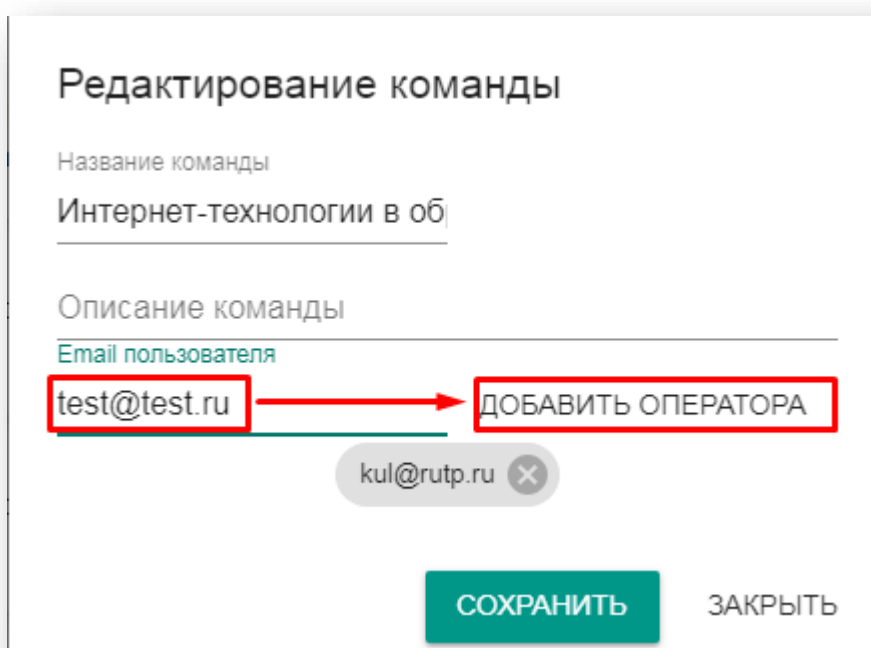 Редактирование команды
Название команды
Интернет-технологии в об
Описание команды
Email пользователя
test@test.ru ДОБАВИТЬ ОПЕРАТОРА
kul@rutp.ru
СОХРАНИТЬ ЗАКРЫТЬ